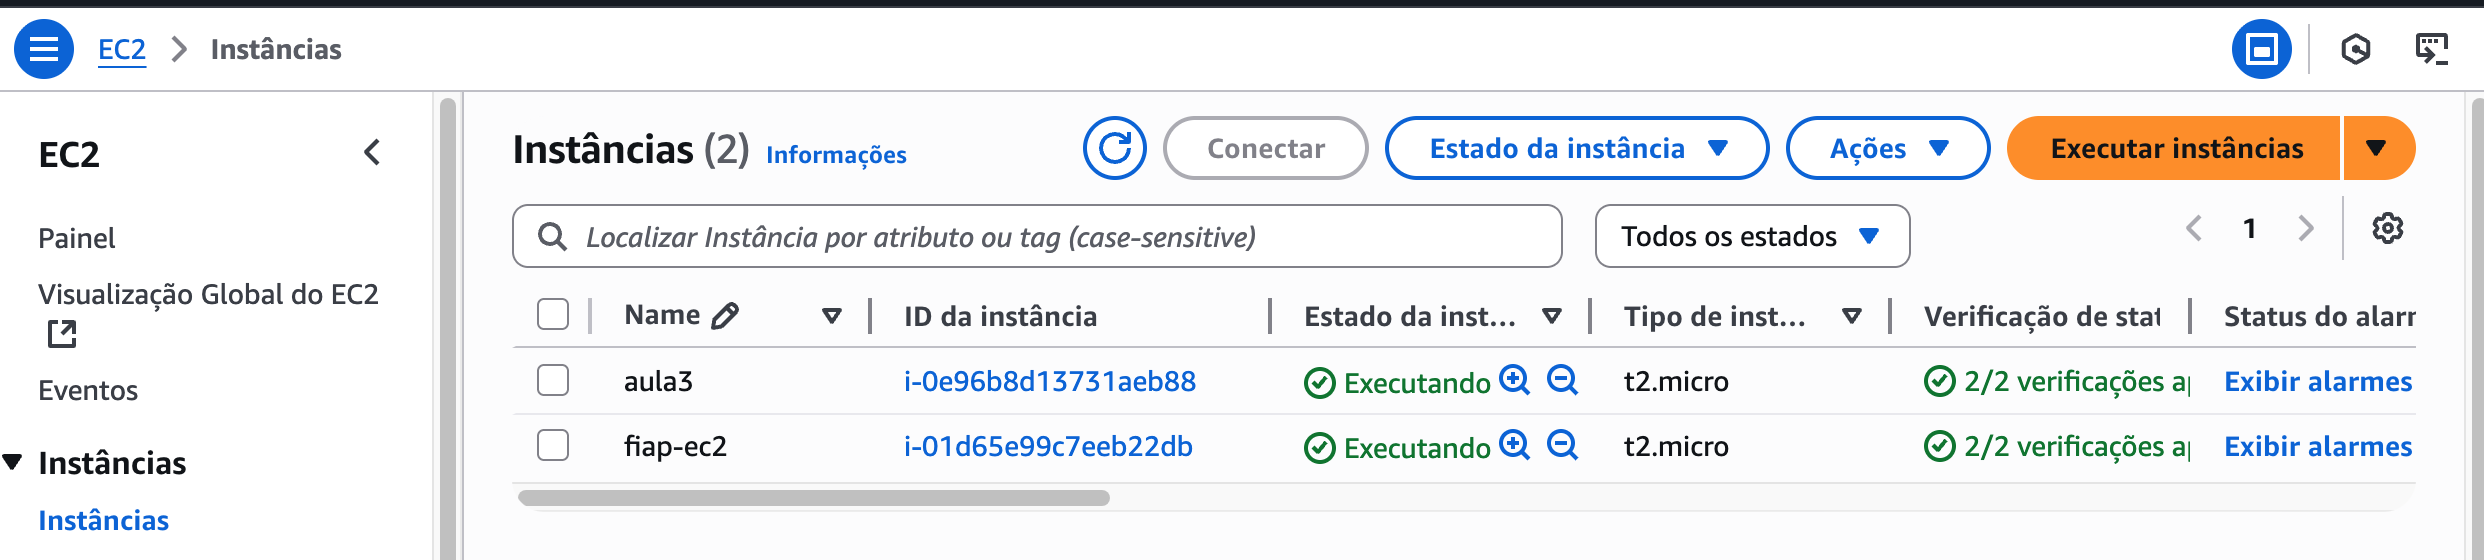 EC2 > Instâncias
EC2
Painel
Visualização Global do EC2
Eventos
Instâncias
Instâncias
Instâncias (2) Informações
Conectar
Estado da instância
Ações
Executar instâncias
Localizar Instância por atributo ou tag (case-sensitive)
Todos os estados
1
Name ID da instância Estado da inst... Tipo de inst... Verificação de stat Status do alarr
aula3 i-0e96b8d13731aeb88 Executando t2.micro 2/2 verificações a Exibir alarmes
fiap-ec2 i-01d65e99c7eeb22db Executando t2.micro 2/2 verificações a Exibir alarmes